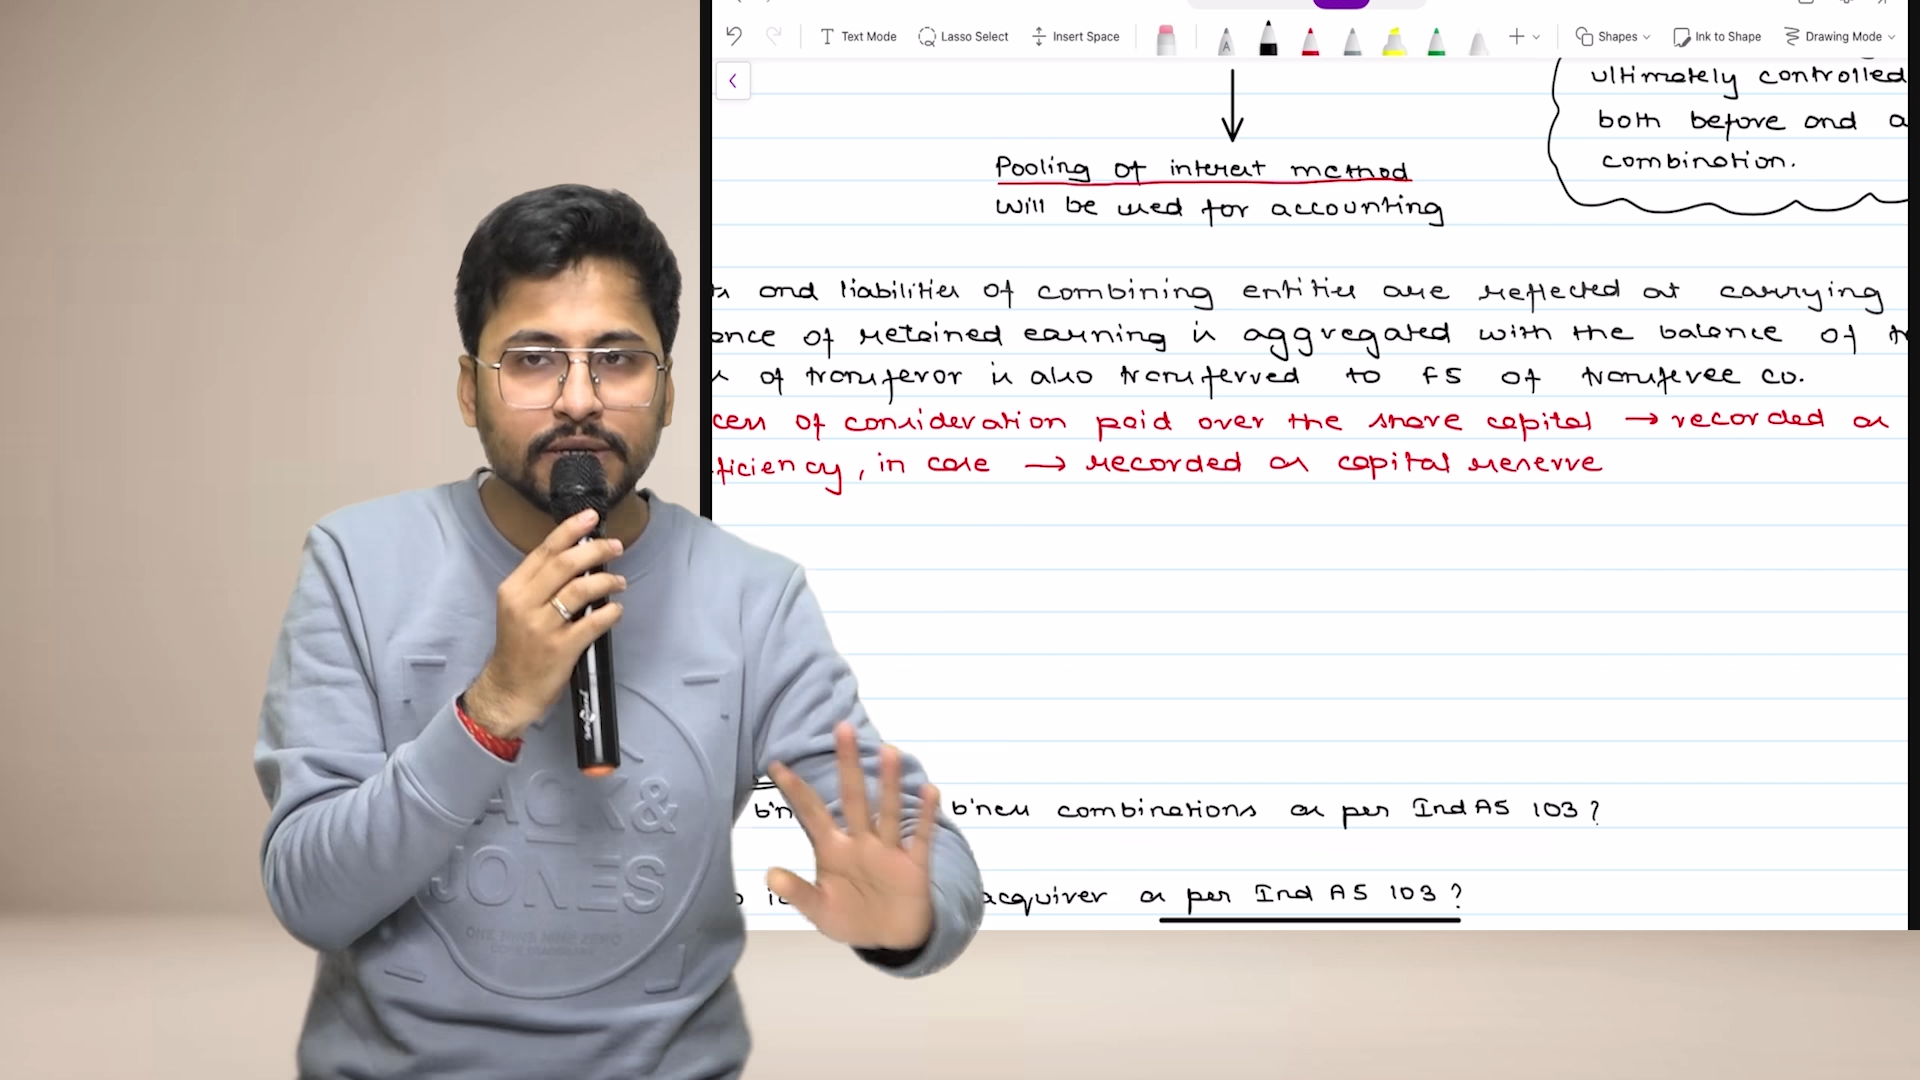 Text Mode Lasso Select Insert Space Shapes Ink to Shape Drawing Mode
ultimately controlled
both before and a
combination.
Pooling of interest method
will be used for accounting
and liabilities of combining entities are reflected at carrying
ence of retained earning is aggregated with the balance of
of transferor is also transferred to FS of transferee co.
cess of consideration paid over the share capital → recorded as
ficiency, in case → recorded as capital reserve
b'ness combinations as per Ind AS 103?
acquirer as per Ind AS 103?
JACK&
JONES